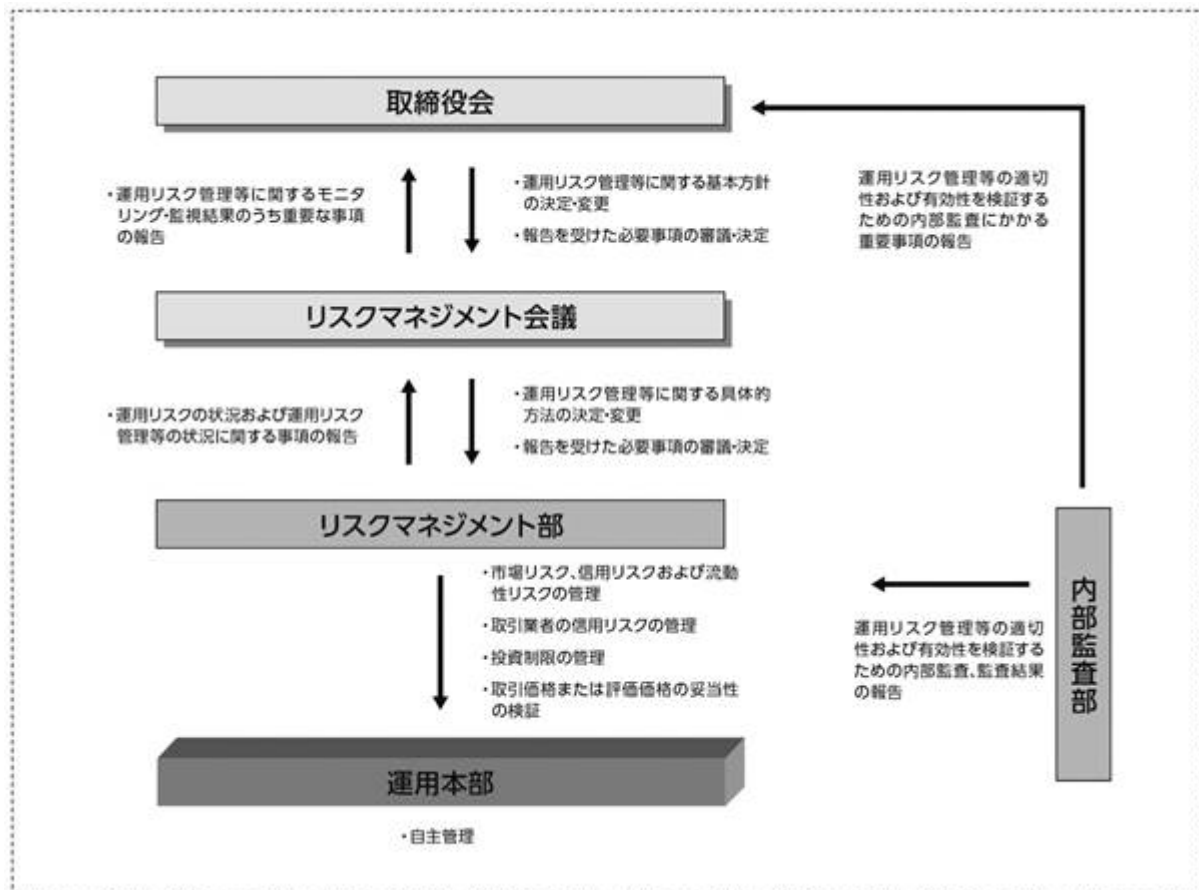 取締役会
・運用リスク管理等に関するモニタ
リング・監視結果のうち重要な事項
の報告
・運用リスク管理等に関する基本方針
の決定・変更
・報告を受けた必要事項の審議・決定
運用リスク管理等の適切
性および有効性を検証する
ための内部監査にかかる
重要事項の報告
リスクマネジメント会議
・運用リスクの状況および運用リスク
管理等の状況に関する事項の報告
・運用リスク管理等に関する具体的
方法の決定・変更
・報告を受けた必要事項の審議・決定
リスクマネジメント部
・市場リスク、信用リスクおよび流動
性リスクの管理
・取引業者の信用リスクの管理
・投資制限の管理
・取引価格または評価価格の妥当性
の検証
運用リスク管理等の適切
性および有効性を検証する
ための内部監査、監査結果
の報告
内部監査部
運用本部
・自主管理